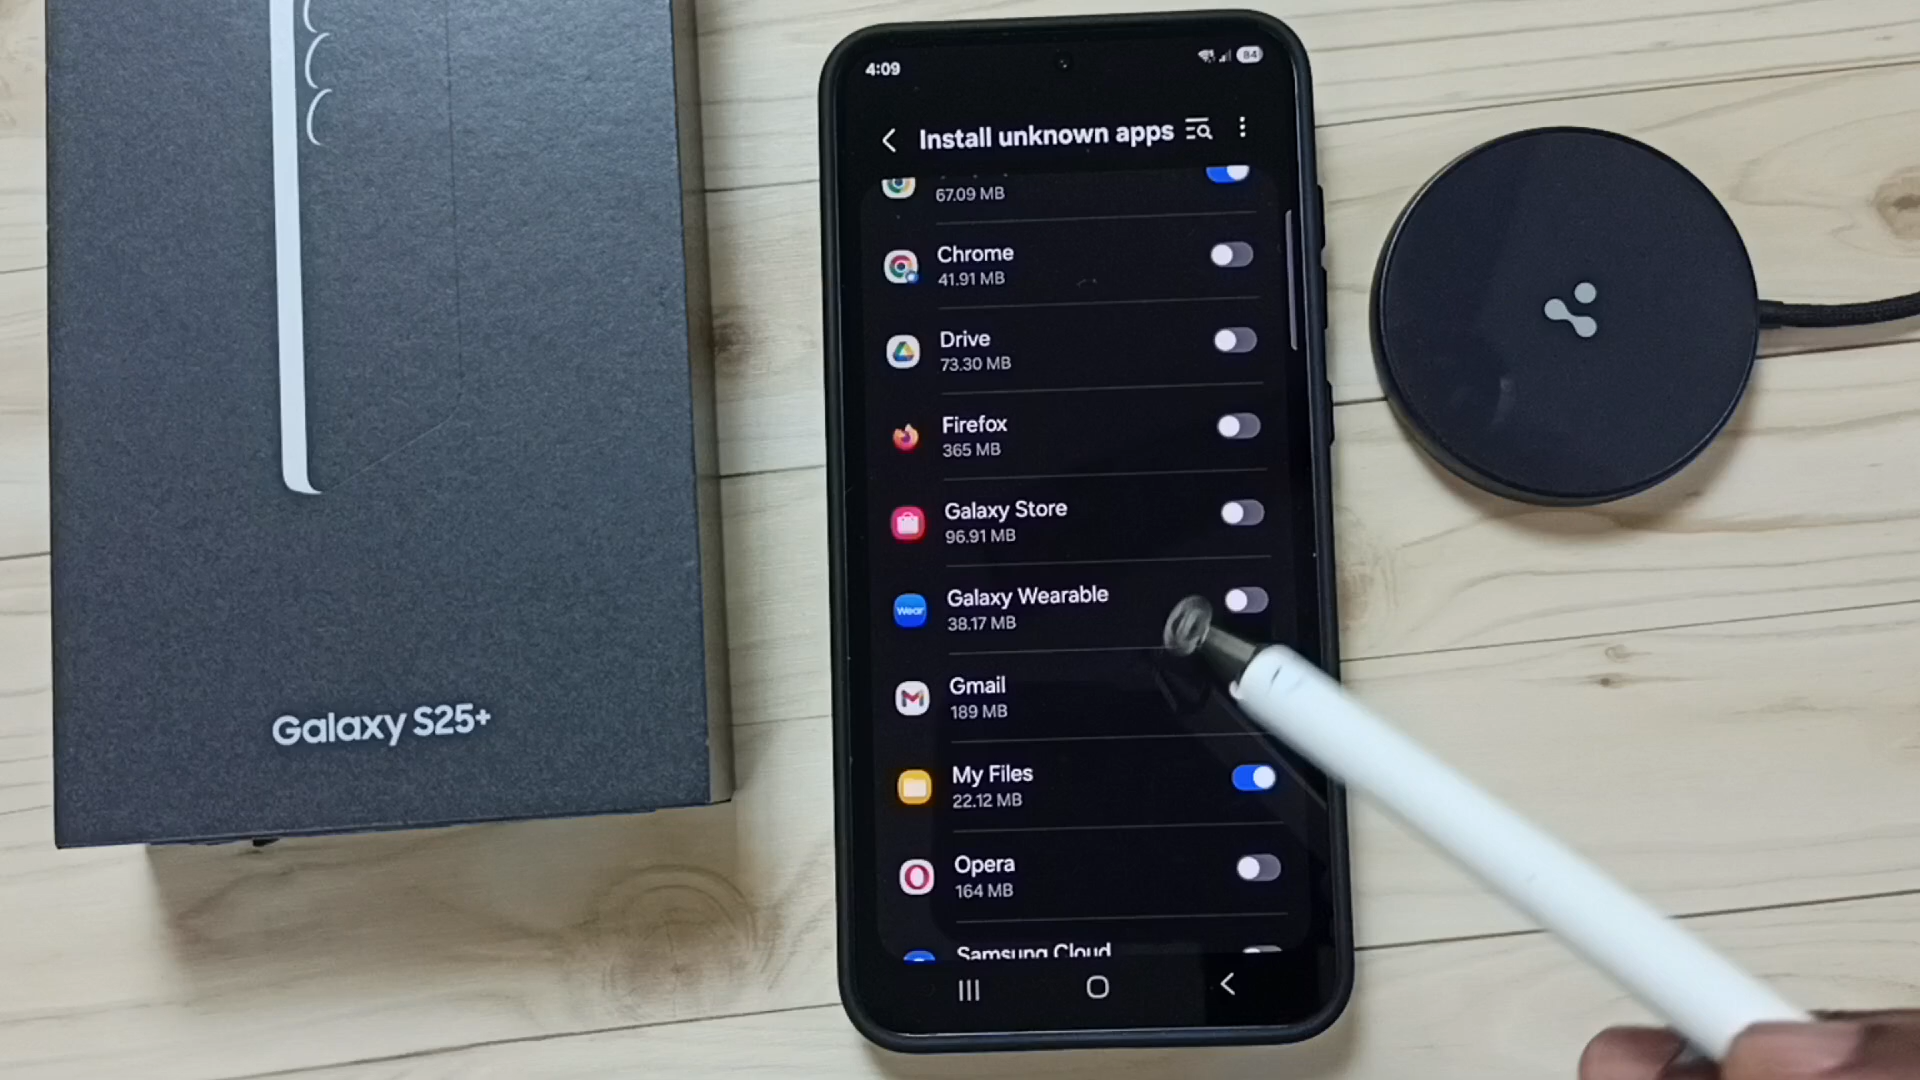 4:09
84
Install unknown apps
67.09 MB
Chrome
41.91 MB
Drive
73.30 MB
Firefox
365 MB
Galaxy Store
96.91 MB
Wear
Galaxy Wearable
38.17 MB
Gmail
189 MB
My Files
22.12 MB
Opera
164 MB
Samsung Cloud
Galaxy S25+